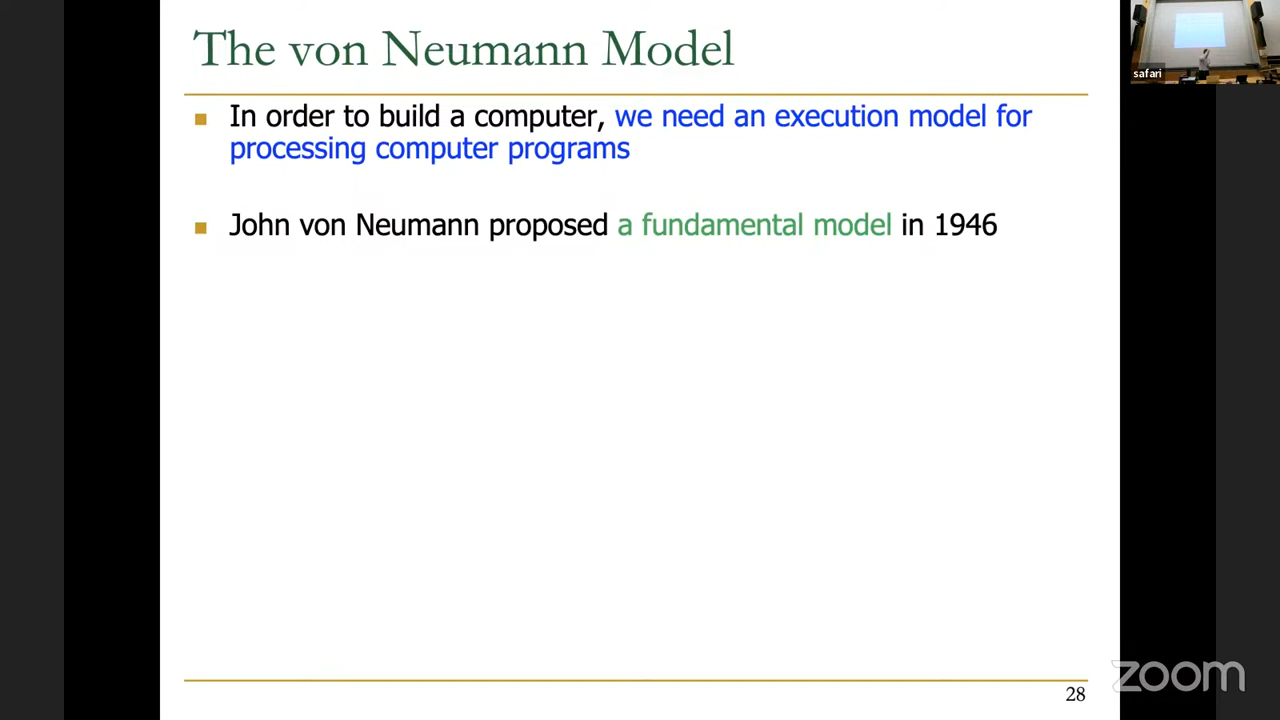 The von Neumann Model
In order to build a computer, we need an execution model for
processing computer programs
John von Neumann proposed a fundamental model in 1946
28
safari
zoom